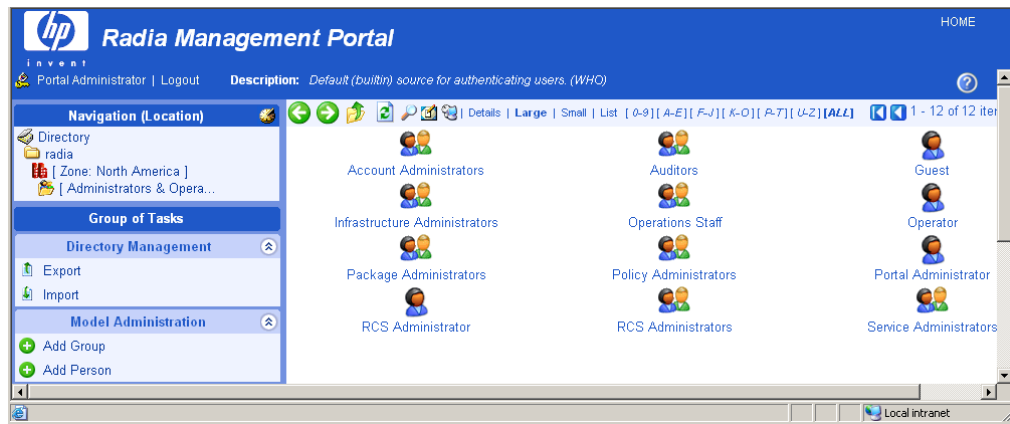 HOME
hp
Radia Management Portal
invent
Portal Administrator | Logout
Description: Default (builtin) source for authenticating users. (WHO)
Navigation (Location)
Details | Large | Small | List [ 0-9 ] [ A-E ] [ F-J ] [ K-O ] [ P-T ] [ U-Z ] [ALL]
1 - 12 of 12 iter
Directory
radia
[ Zone: North America ]
[ Administrators & Opera...
Group of Tasks
Directory Management
Export
Import
Model Administration
Add Group
Add Person
Account Administrators
Auditors
Guest
Infrastructure Administrators
Operations Staff
Operator
Package Administrators
Policy Administrators
Portal Administrator
RCS Administrator
RCS Administrators
Service Administrators
Local intranet